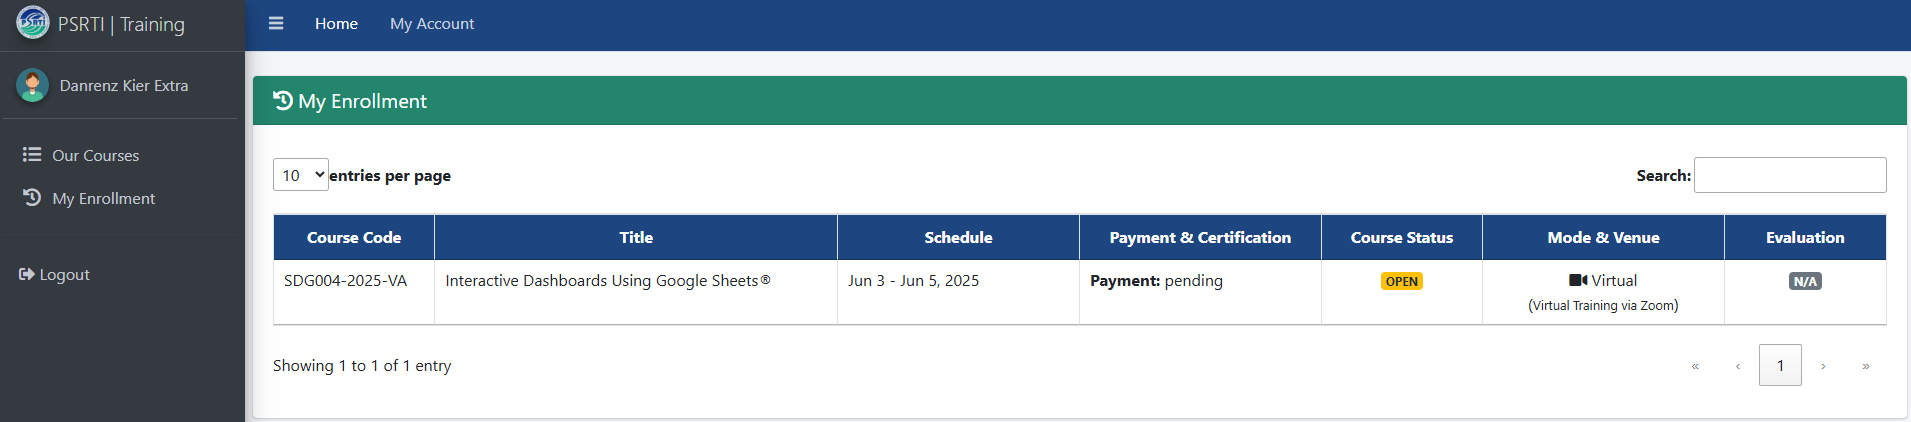 PSRTI | Training
Home
My Account
Danrenz Kier Extra
Our Courses
My Enrollment
Logout
My Enrollment
10 entries per page
Search:
Course Code Title Schedule Payment & Certification Course Status Mode & Venue Evaluation
SDG004-2025-VA Interactive Dashboards Using Google Sheets® Jun 3 - Jun 5, 2025 Payment: pending OPEN Virtual N/A
(Virtual Training via Zoom)
Showing 1 to 1 of 1 entry
« ‹ 1 › »